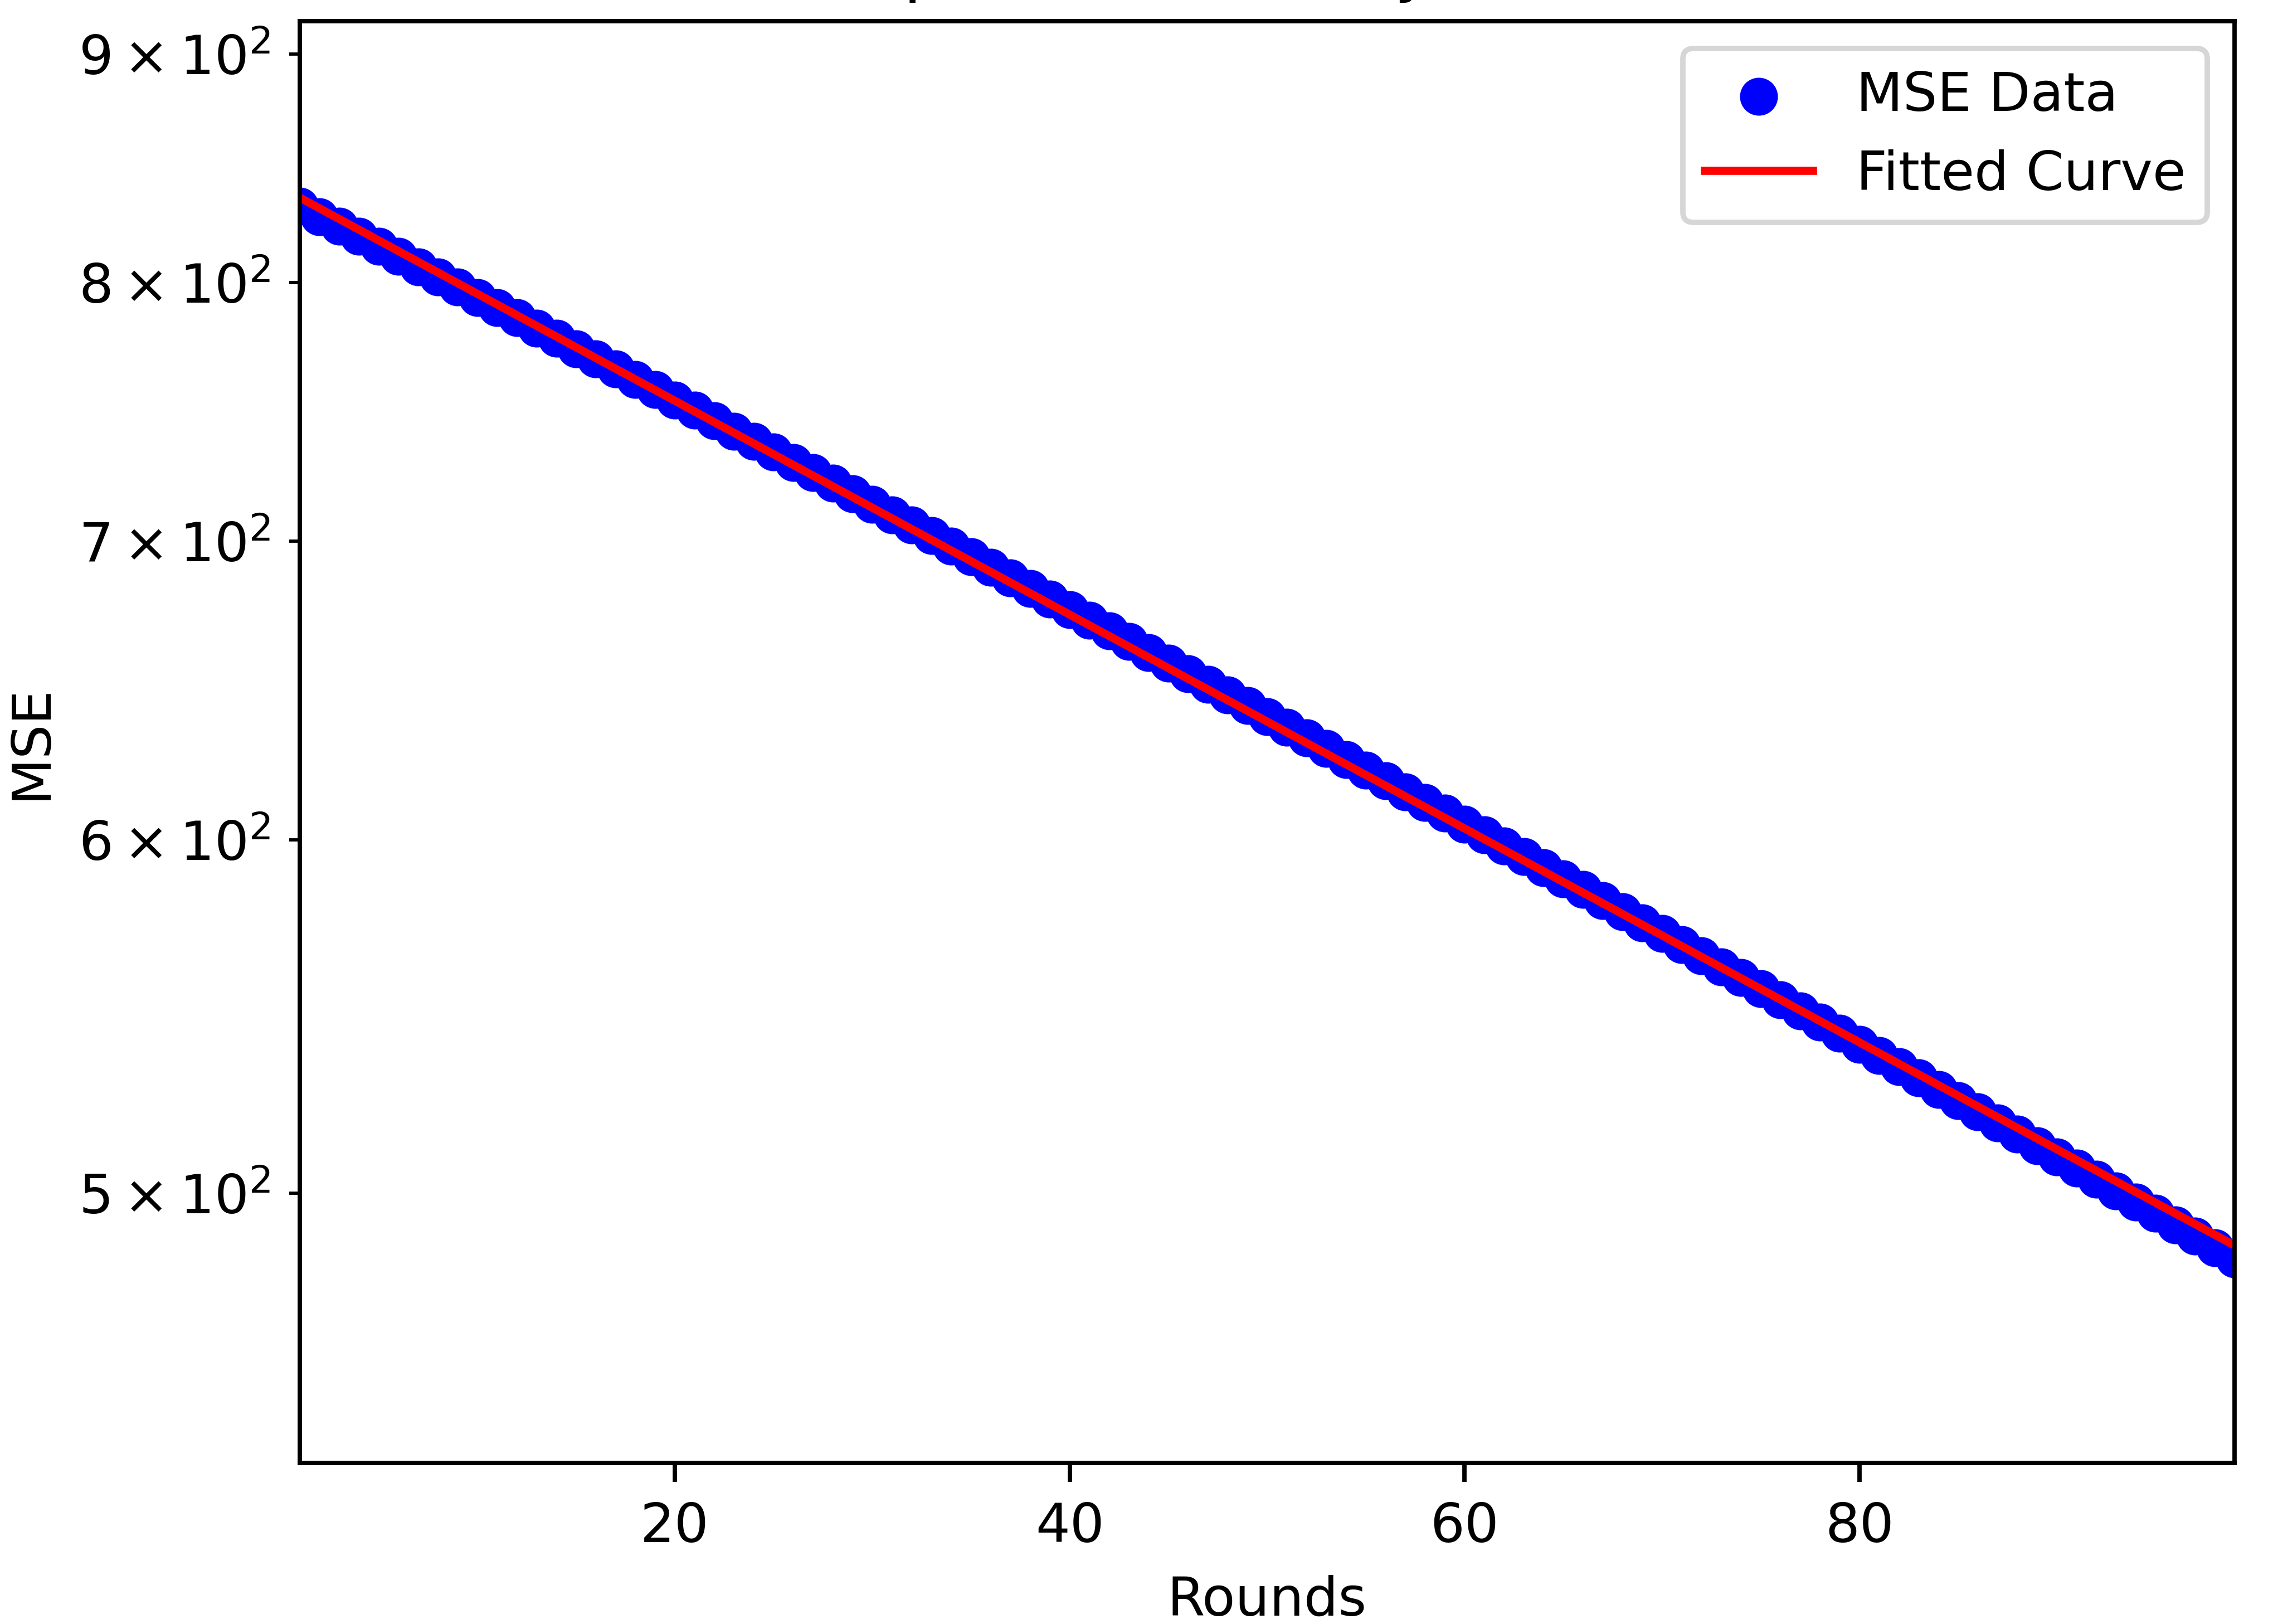 9 × 10²
8 × 10²
7 × 10²
6 × 10²
5 × 10²
MSE
MSE Data
Fitted Curve
20 40 60 80
Rounds